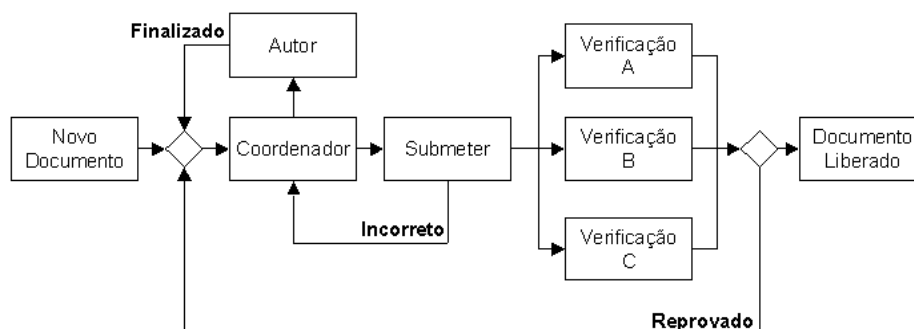 Finalizado
Autor
Verificação
A
Novo
Documento
Coordenador
Submeter
Verificação
B
Documento
Liberado
Incorreto
Verificação
C
Reprovado